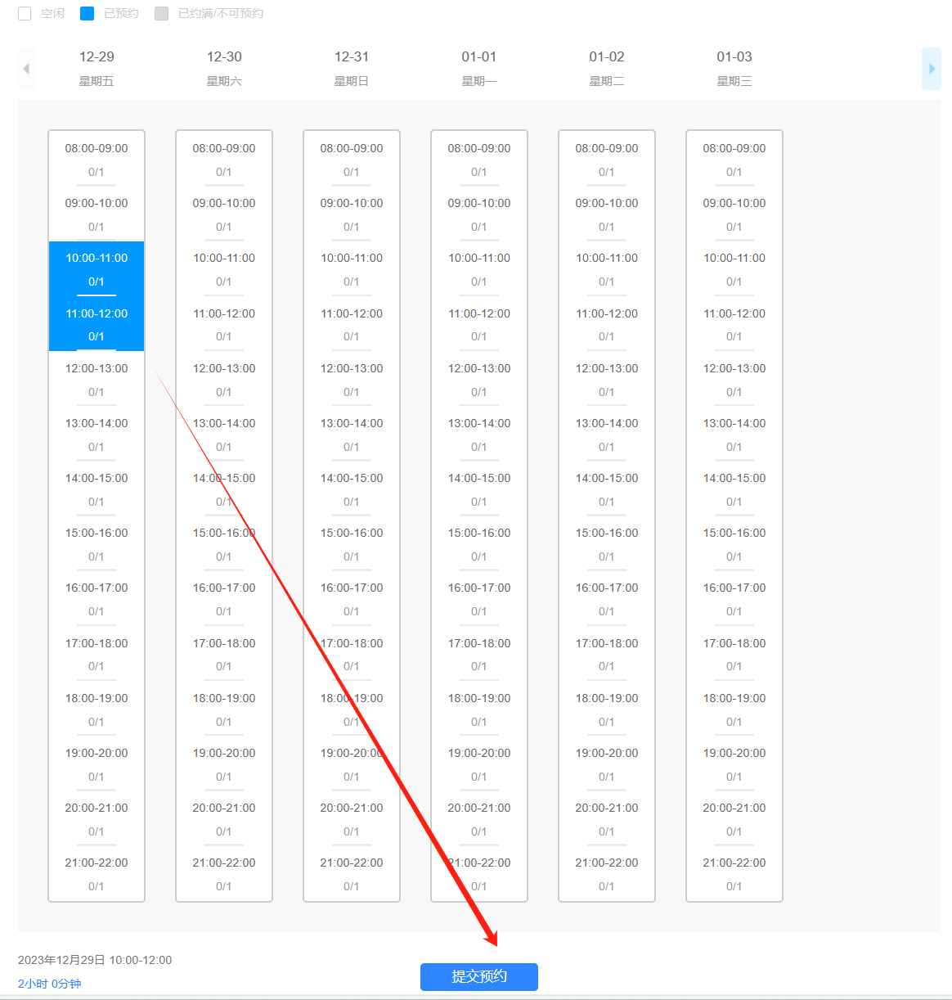 空闲 已预约 已约满/不可预约
12-29 12-30 12-31 01-01 01-02 01-03
星期五 星期六 星期日 星期一 星期二 星期三
08:00-09:00 08:00-09:00 08:00-09:00 08:00-09:00 08:00-09:00 08:00-09:00
0/1 0/1 0/1 0/1 0/1 0/1
09:00-10:00 09:00-10:00 09:00-10:00 09:00-10:00 09:00-10:00 09:00-10:00
0/1 0/1 0/1 0/1 0/1 0/1
10:00-11:00 10:00-11:00 10:00-11:00 10:00-11:00 10:00-11:00 10:00-11:00
0/1 0/1 0/1 0/1 0/1 0/1
11:00-12:00 11:00-12:00 11:00-12:00 11:00-12:00 11:00-12:00 11:00-12:00
0/1 0/1 0/1 0/1 0/1 0/1
12:00-13:00 12:00-13:00 12:00-13:00 12:00-13:00 12:00-13:00 12:00-13:00
0/1 0/1 0/1 0/1 0/1 0/1
13:00-14:00 13:00-14:00 13:00-14:00 13:00-14:00 13:00-14:00 13:00-14:00
0/1 0/1 0/1 0/1 0/1 0/1
14:00-15:00 14:00-15:00 14:00-15:00 14:00-15:00 14:00-15:00 14:00-15:00
0/1 0/1 0/1 0/1 0/1 0/1
15:00-16:00 15:00-16:00 15:00-16:00 15:00-16:00 15:00-16:00 15:00-16:00
0/1 0/1 0/1 0/1 0/1 0/1
16:00-17:00 16:00-17:00 16:00-17:00 16:00-17:00 16:00-17:00 16:00-17:00
0/1 0/1 0/1 0/1 0/1 0/1
17:00-18:00 17:00-18:00 17:00-18:00 17:00-18:00 17:00-18:00 17:00-18:00
0/1 0/1 0/1 0/1 0/1 0/1
18:00-19:00 18:00-19:00 18:00-19:00 18:00-19:00 18:00-19:00 18:00-19:00
0/1 0/1 0/1 0/1 0/1 0/1
19:00-20:00 19:00-20:00 19:00-20:00 19:00-20:00 19:00-20:00 19:00-20:00
0/1 0/1 0/1 0/1 0/1 0/1
20:00-21:00 20:00-21:00 20:00-21:00 20:00-21:00 20:00-21:00 20:00-21:00
0/1 0/1 0/1 0/1 0/1 0/1
21:00-22:00 21:00-22:00 21:00-22:00 21:00-22:00 21:00-22:00 21:00-22:00
0/1 0/1 0/1 0/1 0/1 0/1
2023年12月29日 10:00-12:00
2小时 0分钟
提交预约